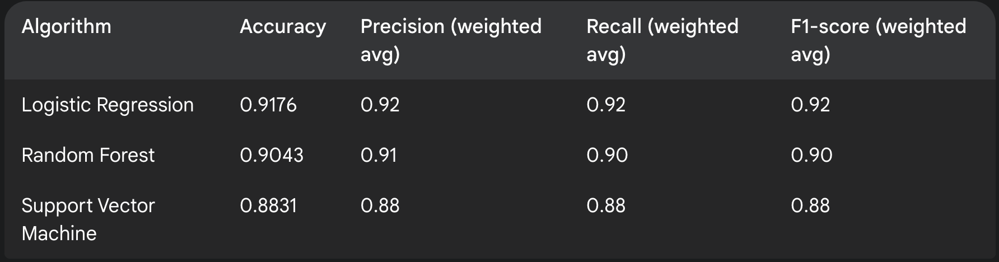 Algorithm Accuracy Precision (weighted avg) Recall (weighted avg) F1-score (weighted avg)
Logistic Regression 0.9176 0.92 0.92 0.92
Random Forest 0.9043 0.91 0.90 0.90
Support Vector Machine 0.8831 0.88 0.88 0.88